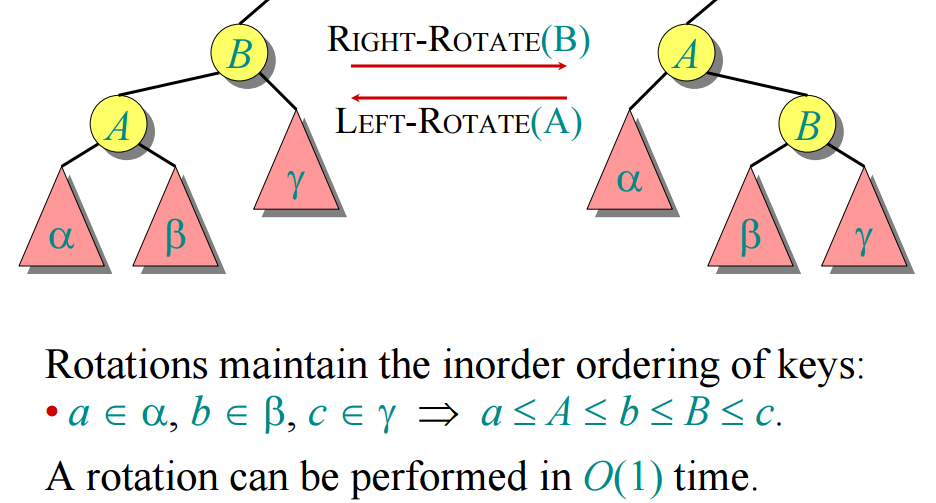 B
RIGHT-ROTATE(B)
A
A
LEFT-ROTATE(A)
B
γ
α
α
β
β
γ
Rotations maintain the inorder ordering of keys:
• a ∈ α, b ∈ β, c ∈ γ ⇒ a ≤ A ≤ b ≤ B ≤ c.
A rotation can be performed in O(1) time.